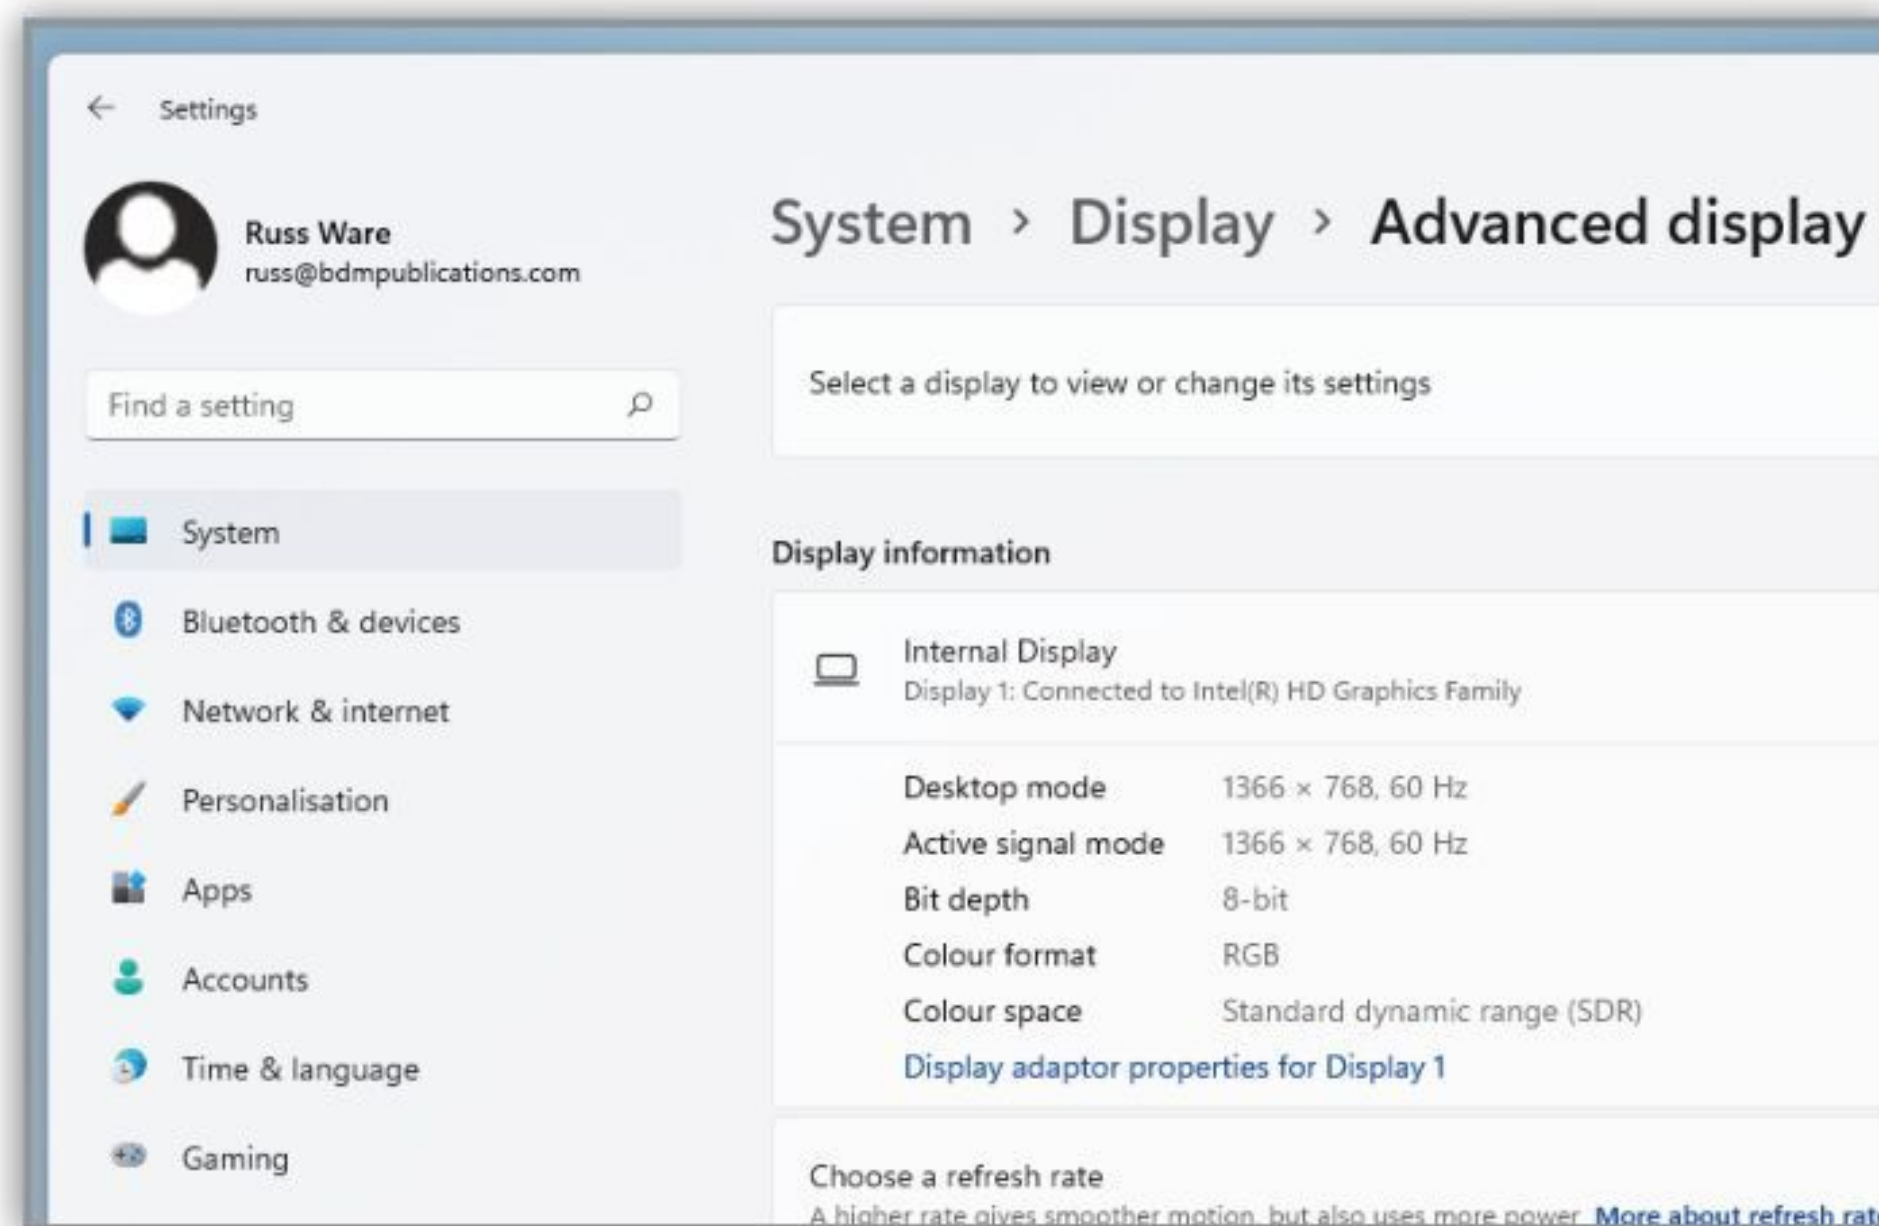 Settings
Russ Ware
russ@bdmpublications.com
Find a setting
System
Bluetooth & devices
Network & internet
Personalisation
Apps
Accounts
Time & language
Gaming
System > Display > Advanced display
Select a display to view or change its settings
Display information
Internal Display
Display 1: Connected to Intel(R) HD Graphics Family
Desktop mode 1366 × 768, 60 Hz
Active signal mode 1366 × 768, 60 Hz
Bit depth 8-bit
Colour format RGB
Colour space Standard dynamic range (SDR)
Display adaptor properties for Display 1
Choose a refresh rate
A higher rate gives smoother motion, but also uses more power More about refresh rate